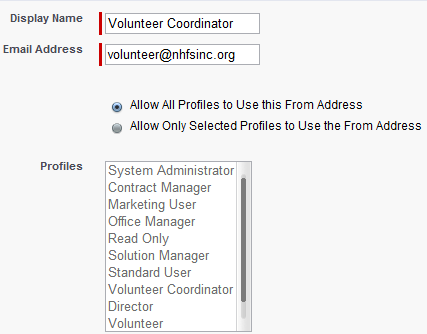 Display Name Volunteer Coordinator
Email Address volunteer@nhfsinc.org
Allow All Profiles to Use this From Address
Allow Only Selected Profiles to Use the From Address
Profiles
System Administrator
Contract Manager
Marketing User
Office Manager
Read Only
Solution Manager
Standard User
Volunteer Coordinator
Director
Volunteer